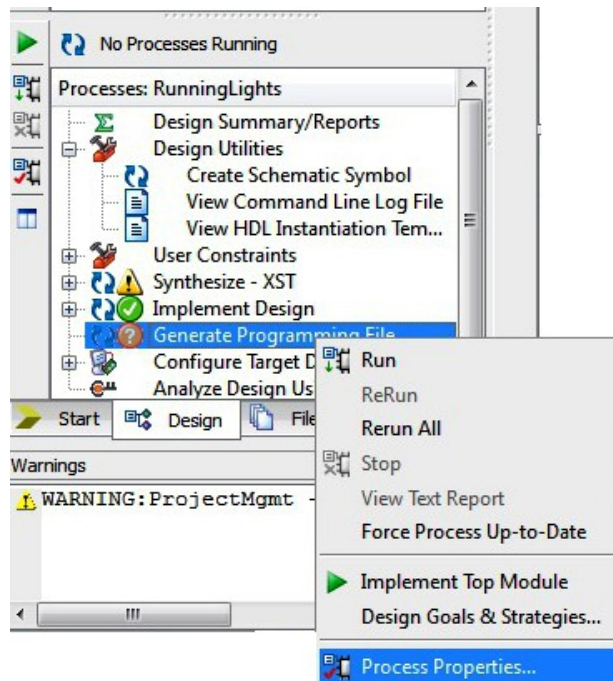 No Processes Running
Processes: RunningLights
Design Summary/Reports
Design Utilities
Create Schematic Symbol
View Command Line Log File
View HDL Instantiation Tem...
User Constraints
Synthesize - XST
Implement Design
Generate Programming File
Configure Target D
Analyze Design Us
Start
Design
File
Warnings
WARNING:ProjectMgmt -
Run
ReRun
Rerun All
Stop
View Text Report
Force Process Up-to-Date
Implement Top Module
Design Goals & Strategies...
Process Properties...